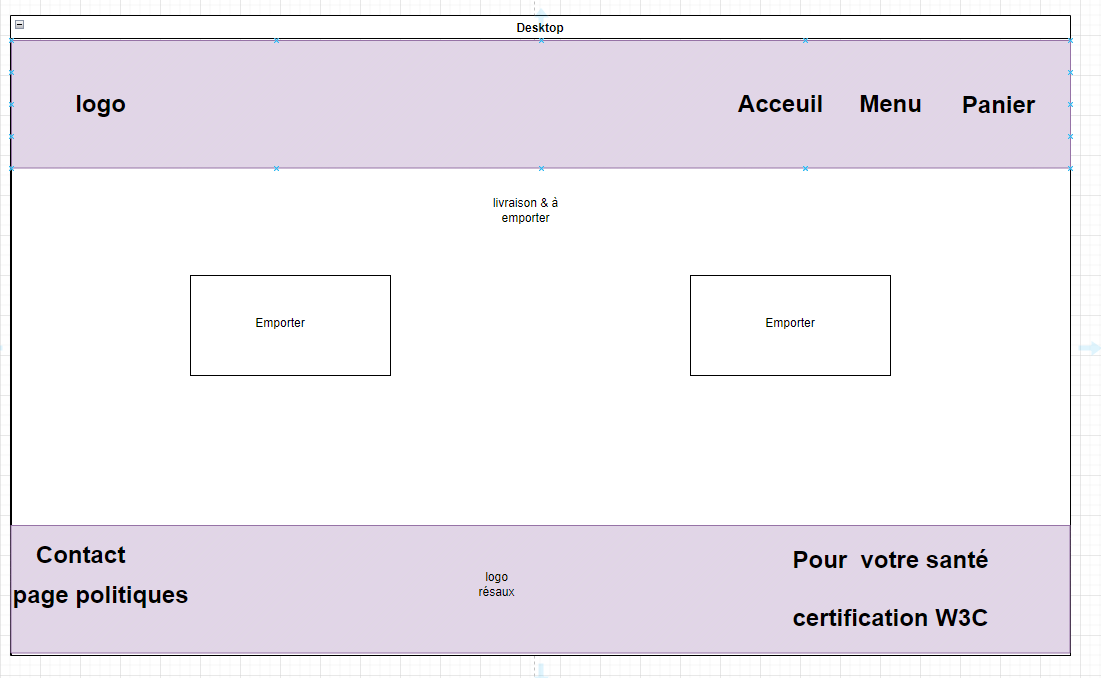 Desktop
logo
Acceuil
Menu
Panier
livraison & à
emporter
Emporter
Emporter
Contact
page politiques
logo
résaux
Pour  votre santé
certification W3C